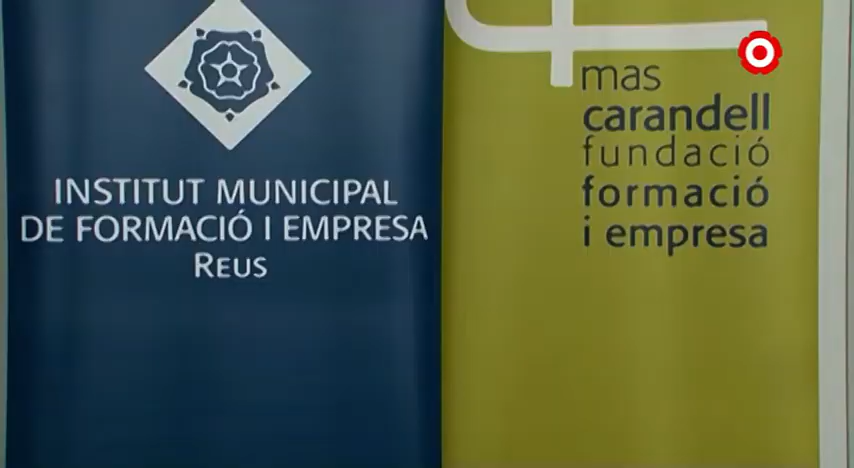 INSTITUT MUNICIPAL
DE FORMACIÓ I EMPRESA
REUS
mas
carandell
fundació
formació
i empresa